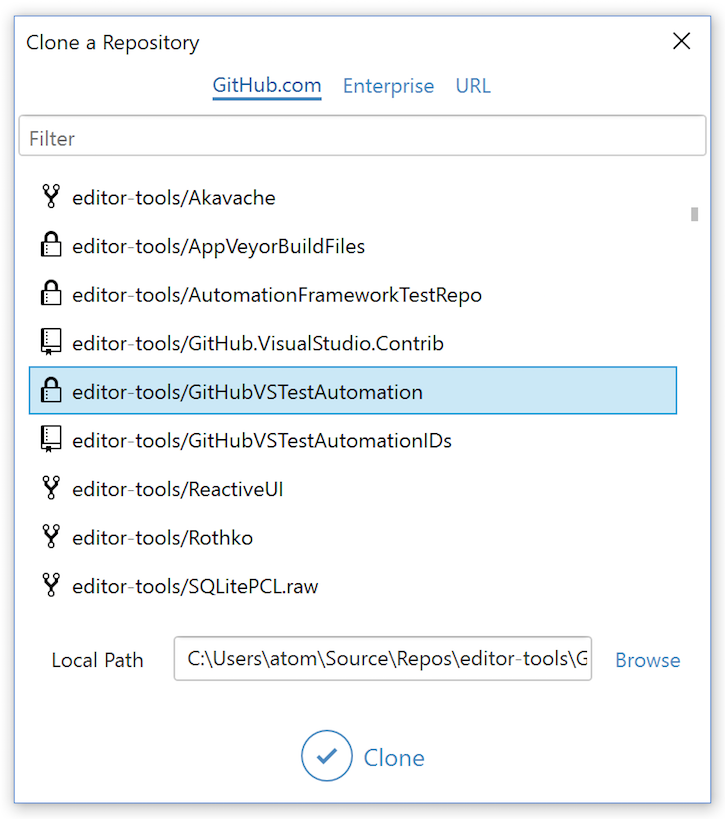 Clone a Repository
GitHub.com Enterprise URL
Filter
editor-tools/Akavache
editor-tools/AppVeyorBuildFiles
editor-tools/AutomationFrameworkTestRepo
editor-tools/GitHub.VisualStudio.Contrib
editor-tools/GitHubVSTestAutomation
editor-tools/GitHubVSTestAutomationIDs
editor-tools/ReactiveUI
editor-tools/Rothko
editor-tools/SQLitePCL.raw
Local Path C:\Users\atom\Source\Repos\editor-tools\G Browse
Clone